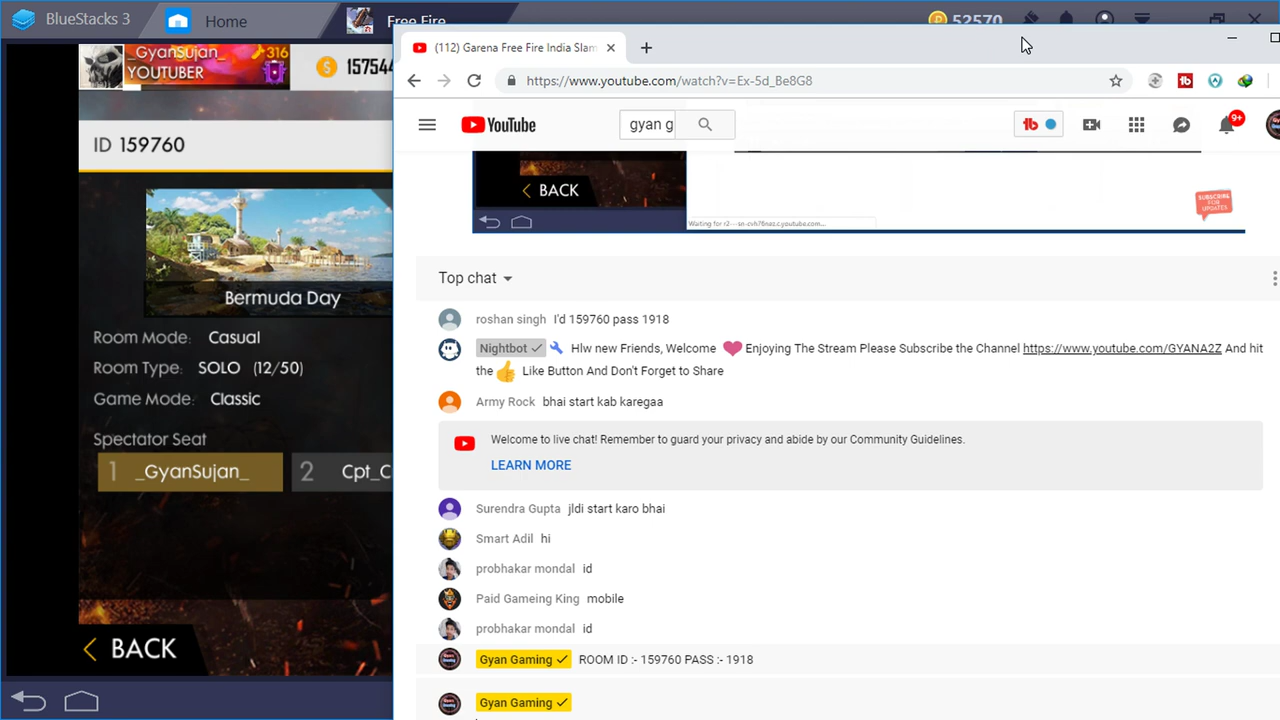 BlueStacks 3
Home
Free Fire
52570
_GyanSujan_
YOUTUBER
316
157544
ID 159760
Bermuda Day
Room Mode: Casual
Room Type: SOLO (12/50)
Game Mode: Classic
Spectator Seat
1 _GyanSujan_
2 Cpt_C
BACK
(112) Garena Free Fire India Slam
https://www.youtube.com/watch?v=Ex-5d_Be8G8
YouTube
gyan g
9+
BACK
SUBSCRIBE
FOR
UPDATES
Top chat
roshan singh I'd 159760 pass 1918
Nightbot Hlw new Friends, Welcome Enjoying The Stream Please Subscribe the Channel https://www.youtube.com/GYANA2Z And hit
the Like Button And Don't Forget to Share
Army Rock bhai start kab karegaa
Welcome to live chat! Remember to guard your privacy and abide by our Community Guidelines.
LEARN MORE
Surendra Gupta jldi start karo bhai
Smart Adil hi
probhakar mondal id
Paid Gameing King mobile
probhakar mondal id
Gyan Gaming ROOM ID :- 159760 PASS :- 1918
Gyan Gaming